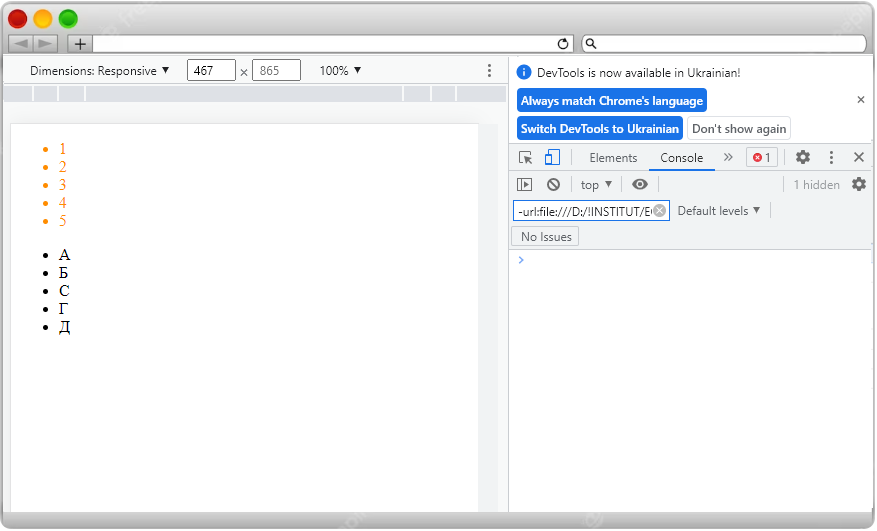 Dimensions: Responsive ▼ 467 × 865 100% ▼
DevTools is now available in Ukrainian!
Always match Chrome's language
Switch DevTools to Ukrainian Don't show again
Elements Console 1
top ▼ 1 hidden
-url:file:///D:/!INSTITUT/E Default levels ▼
No Issues
1
2
3
4
5
А
Б
С
Г
Д